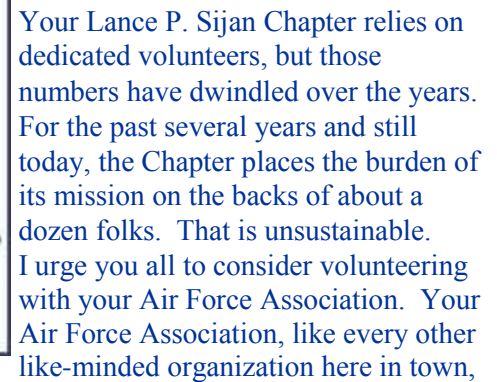 Your Lance P. Sijan Chapter relies on
dedicated volunteers, but those
numbers have dwindled over the years.
For the past several years and still
today, the Chapter places the burden of
its mission on the backs of about a
dozen folks.  That is unsustainable.
I urge you all to consider volunteering
with your Air Force Association.  Your
Air Force Association, like every other
like-minded organization here in town,